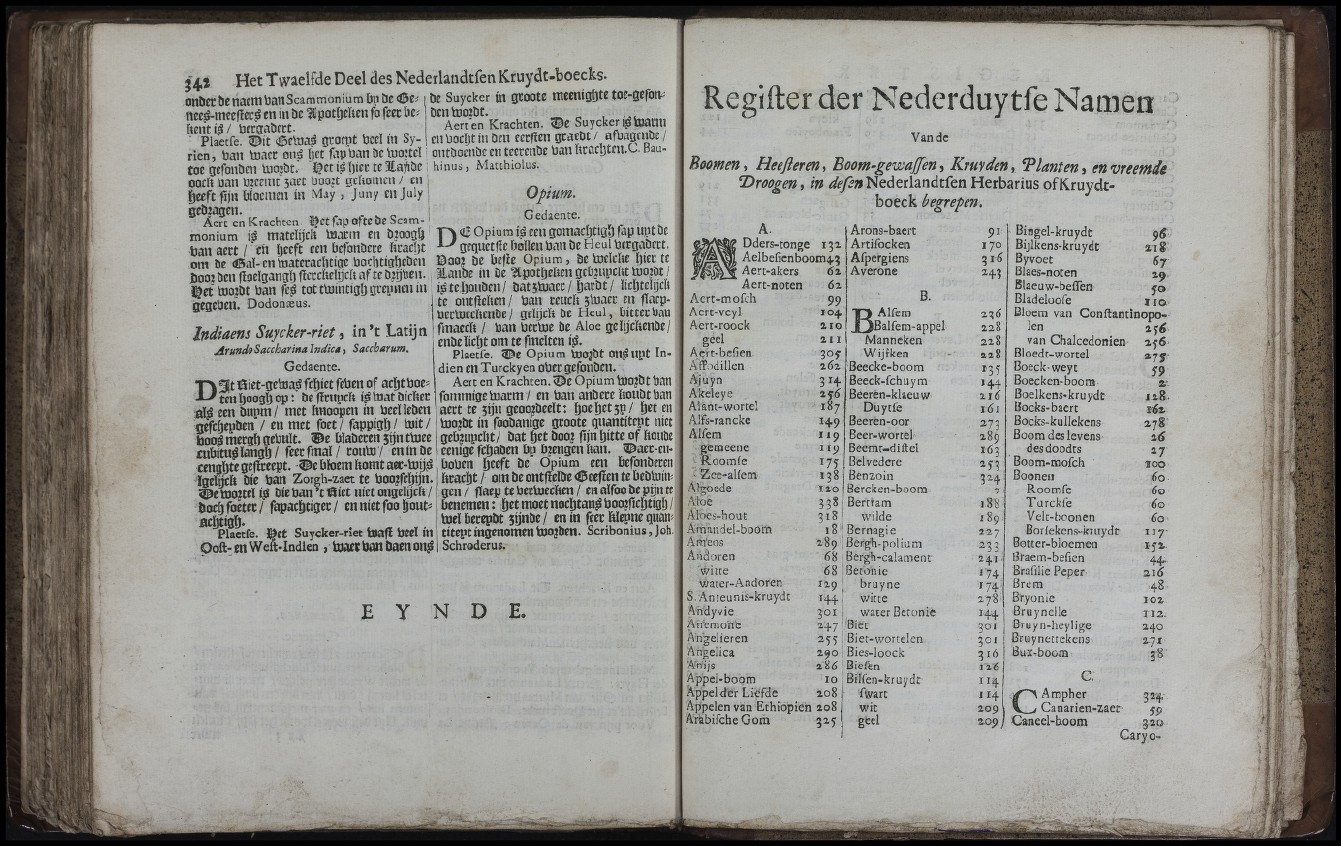 342 Het Twaelfde Deel des Nederlandtsen Kruydt-boecks.
onder de naem van Scammonium by de Ge-
nees-meesters en in de Apotheken so seer be-
kent is / vergadert.
Plaetse. Dit Gewas groeyt veel in Sy-
rien, van waer ons het sap van de wortel
toe gesonden wordt. Het is hier te Lande
oock van vreemt zaet voort gekomen / en
heeft sijn bloemen in May, Juny en July
gedragen.
Aert en Krachten. Het sap ofte de Scam-
monium is matelijck warm en droogh
van aert / en heeft een besondere kracht
om de Gal- en waterachtige vochtigheden
door den stoelgangh sterckelijck af te drijven.
Het wordt van ses tot twintigh greynen in
gegeven. Dodonæus.
Indiaens Suycker-riet, in 't Latijn
Arundo Saccharina Indica, Saccharum.
Gedaente.
DIt Riet-gewas schiet seven of acht voe-
ten hoogh op: de struyck is wat dicker
als een duym / met knoopen in veel leden
gescheyden / en met soet / sappigh / wit /
voos mergh gevult. De bladeren zijn twee
cubitus langh / seer smal / rouw / en in de
lenghte gestreept. De bloem komt aer-wijs
gelijck die van Zorgh-zaet te voorschijn.
De wortel is die van 't Riet niet ongelijck /
doch soeter / sapachtiger / en niet soo hout-
achtigh.
Plaetse. Het Suycker-riet wast veel in
Oost- en West-Indien, waer van daen ons
de Suycker in groote meenighte toe-geson-
den wordt.
Aert en Krachten. De Suycker is warm
en vocht in den eersten graedt / afvagende /
ontdoende en teerende van krachten. C. Bau-
hinus, Matthiolus.
Opium.
Gedaente.
DE Opium is een gomachtigh sap uyt de
gequetste bollen van de Heul vergadert.
Voor de beste Opium, de welcke hier te
Lande in de Apotheken gebruyckt wordt /
is te houden / dat zwaer / hardt / lichtelijck
te ontsteken / van reuck zwaer en slaep-
verweckende / gelijck de Heul, bitter van
smaeck / van verwe de Aloe gelijckende /
ende licht om te smelten is.
Plaetse. De Opium wordt ons uyt In-
dien en Turckyen over gesonden.
Aert en Krachten. De Opium wordt van
sommige warm / en van andere koudt van
aert te zijn geoordeelt: hoe het zy / het en
wordt in soodanige groote quantiteyt niet
gebruyckt / dat het door sijn hitte of koude
eenige schaden by brengen kan. Daer-en-
boven heeft de Opium een besonderen
kracht / om de ontstelde Geesten te bedwin-
gen / slaep te verwecken / en alsoo de pijn te
benemen: het moet nochtans voorsichtigh /
wel bereydt zijnde / en in seer kleyne quan-
titeyt ingenomen worden. Scribonius, Joh.
Schroderus.
E Y N D E.
Register der Nederduytse Namen
Van de
Boomen, Heesteren, Boom-gewassen, Kruyden, Planten, en vreemde
Droogen, in desen Nederlandtsen Herbarius of Kruydt-
boeck begrepen.
A.
ADders-tonge 132
Aelbesienboom 43
Aert-akers 62
Aert-noten 62
Aert-mosch 99
Aert-veyl 104
Aert-roock 210
geel 211
Aert-besien 305
Affodillen 262
Ajuyn 314
Akeleye 256
Alant-wortel 187
Alfs-rancke 149
Alsem 119
gemeene 119
Roomse 175
Zee-alsem 138
Algoede 120
Aloe 338
Aloes-hout 318
Amandel-boom 18
Ameos 289
Andoren 68
witte 68
water-Andoren 129
S. Anteunis-kruydt 144
Andyvie 301
Anemone 247
Angelieren 255
Angelica 290
Anijs 286
Appel-boom 10
Appel der Liefde 208
Appelen van Ethiopien 208
Arabische Gom 325
Arons-baert 91
Artisocken 170
Aspergiens 316
Averone 243
B.
BAlsem 236
Balsem-appel 228
Manneken 228
Wijfken 228
Beecke-boom 135
Beeck-schuym 144
Beeren-klaeuw 216
Duytse 161
Beeren-oor 273
Beer-wortel 289
Beemt-distel 163
Belvedere 253
Benzoin 324
Bercken-boom 7
Bertram 188
wilde 189
Bernagie 227
Bergh-polium 233
Bergh-calament 241
Betonie 174
bruyne 174
witte 278
water Betonie 144
Biet 301
Biet-wortelen 301
Bies-loock 316
Biesen 126
Bilsen-kruydt 114
swart 114
wit 209
geel 209
Bingel-kruydt 96
Bijlkens-kruydt 218
Byvoet 67
Blaes-noten 29
Blaeuw-bessen 50
Bladeloose 110
Bloem van Constantinopo-
len 256
van Chalcedonien 256
Bloedt-wortel 275
Boeck-weyt 59
Boecken-boom 2
Boelkens-kruydt 128
Bocks-baert 162
Bocks-kullekens 278
Boom des levens 26
des doodts 27
Boom-mosch 100
Boonen 60
Roomse 60
Turckse 60
Velt-boonen 60
Borsekens-kruydt 117
Botter-bloemen 152
Braem-besien 44
Brasilie Peper 216
Brem 48
Bryonie 102
Bruynelle 112
Bruyn-heylige 240
Bruynettekens 271
Bux-boom 38
C.
CAmpher 324
Canarien-zaet 59
Caneel-boom 320
Caryo-